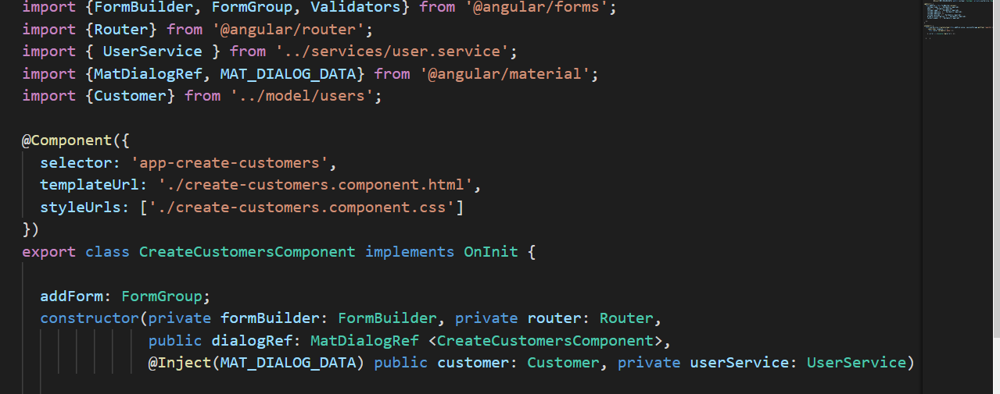 import {FormBuilder, FormGroup, Validators} from '@angular/forms';
import {Router} from '@angular/router';
import { UserService } from '../services/user.service';
import {MatDialogRef, MAT_DIALOG_DATA} from '@angular/material';
import {Customer} from '../model/users';

@Component({
  selector: 'app-create-customers',
  templateUrl: './create-customers.component.html',
  styleUrls: ['./create-customers.component.css']
})
export class CreateCustomersComponent implements OnInit {

  addForm: FormGroup;
  constructor(private formBuilder: FormBuilder, private router: Router,
              public dialogRef: MatDialogRef <CreateCustomersComponent>,
              @Inject(MAT_DIALOG_DATA) public customer: Customer, private userService: UserService)